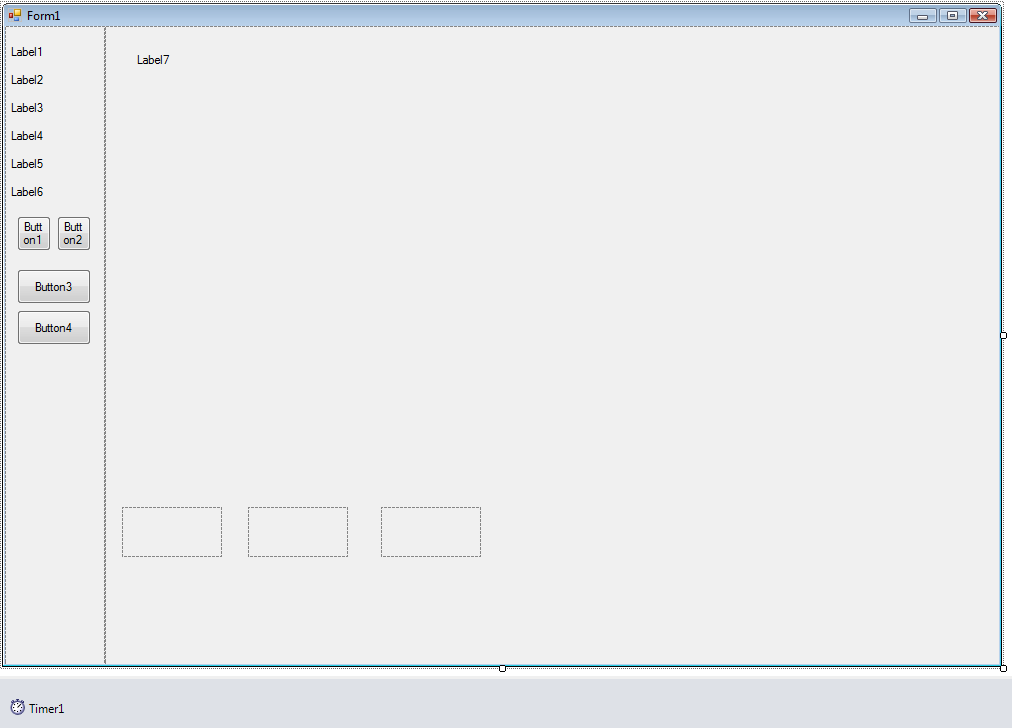 Form1
Label1
Label2
Label3
Label4
Label5
Label6
Label7
Butt
on1
Butt
on2
Button3
Button4
Timer1